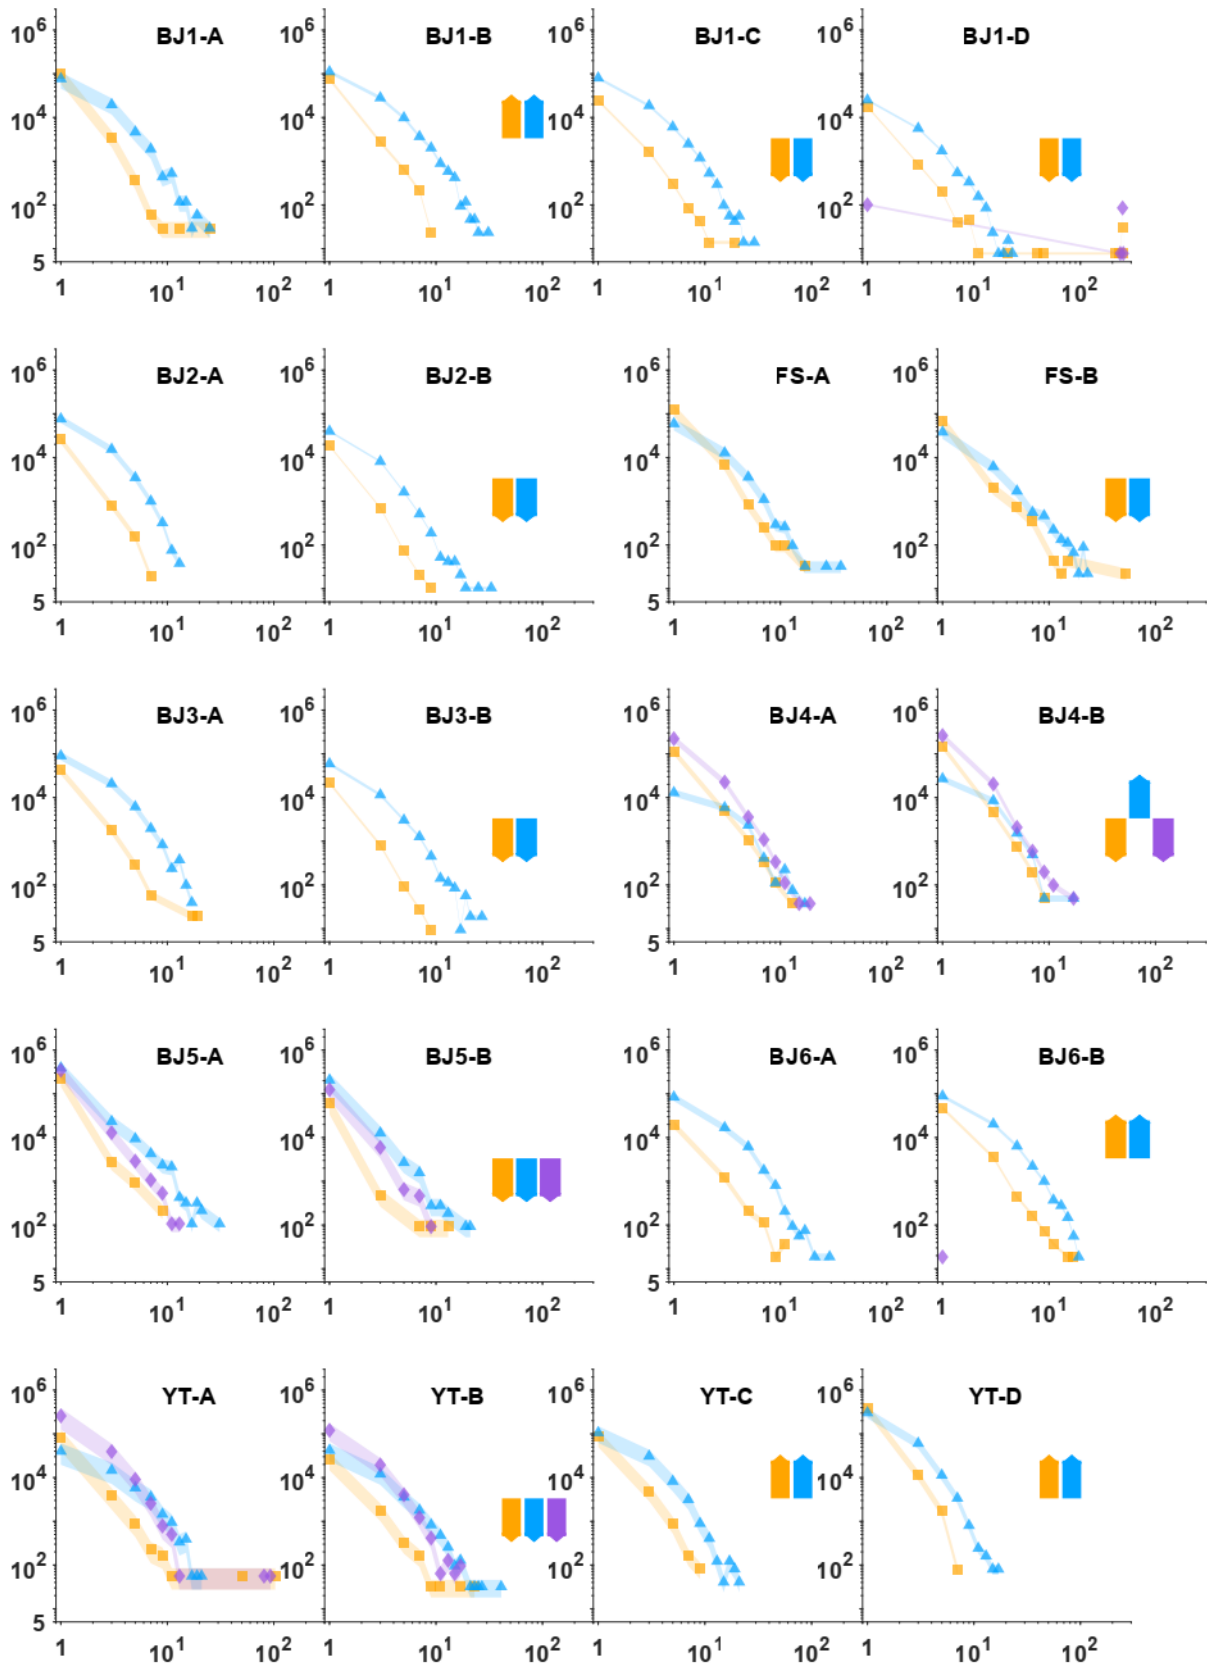 BJ1-A BJ1-B BJ1-C BJ1-D
10^6 10^6 10^6 10^6
10^4 10^4 10^4 10^4
10^2 10^2 10^2 10^2
5 5 5 5
1 10^1 10^2 1 10^1 10^2 1 10^1 10^2 1 10^1 10^2
BJ2-A BJ2-B FS-A FS-B
10^6 10^6 10^6 10^6
10^4 10^4 10^4 10^4
10^2 10^2 10^2 10^2
5 5 5 5
1 10^1 10^2 1 10^1 10^2 1 10^1 10^2 1 10^1 10^2
BJ3-A BJ3-B BJ4-A BJ4-B
10^6 10^6 10^6 10^6
10^4 10^4 10^4 10^4
10^2 10^2 10^2 10^2
5 5 5 5
1 10^1 10^2 1 10^1 10^2 1 10^1 10^2 1 10^1 10^2
BJ5-A BJ5-B BJ6-A BJ6-B
10^6 10^6 10^6 10^6
10^4 10^4 10^4 10^4
10^2 10^2 10^2 10^2
5 5 5 5
1 10^1 10^2 1 10^1 10^2 1 10^1 10^2 1 10^1 10^2
YT-A YT-B YT-C YT-D
10^6 10^6 10^6 10^6
10^4 10^4 10^4 10^4
10^2 10^2 10^2 10^2
5 5 5 5
1 10^1 10^2 1 10^1 10^2 1 10^1 10^2 1 10^1 10^2